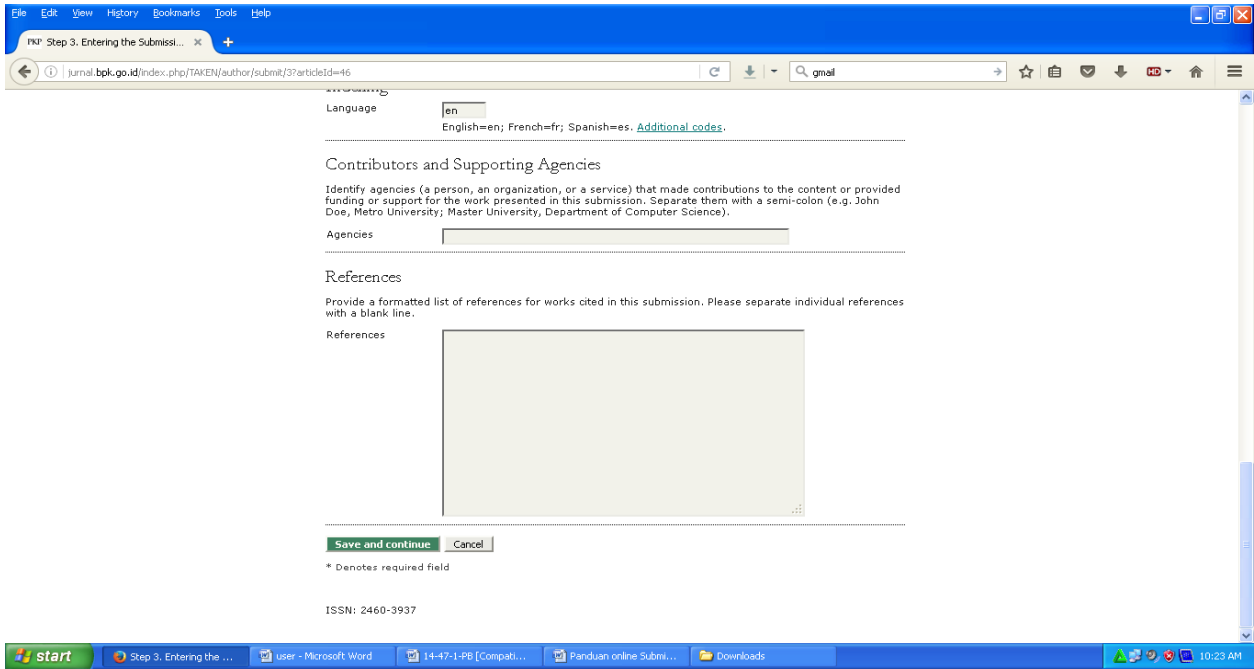 File Edit View History Bookmarks Tools Help
PKP Step 3. Entering the Submissi... × +
jurnal.bpk.go.id/index.php/TAKEN/author/submit/3?articleId=46 gmail HD
Indexing
Language en
English=en; French=fr; Spanish=es. Additional codes.
Contributors and Supporting Agencies
Identify agencies (a person, an organization, or a service) that made contributions to the content or provided
funding or support for the work presented in this submission. Separate them with a semi-colon (e.g. John
Doe, Metro University; Master University, Department of Computer Science).
Agencies
References
Provide a formatted list of references for works cited in this submission. Please separate individual references
with a blank line.
References
Save and continue Cancel
* Denotes required field
ISSN: 2460-3937
start Step 3. Entering the ... user - Microsoft Word 14-47-1-PB [Compati... Panduan online Submi... Downloads 10:23 AM